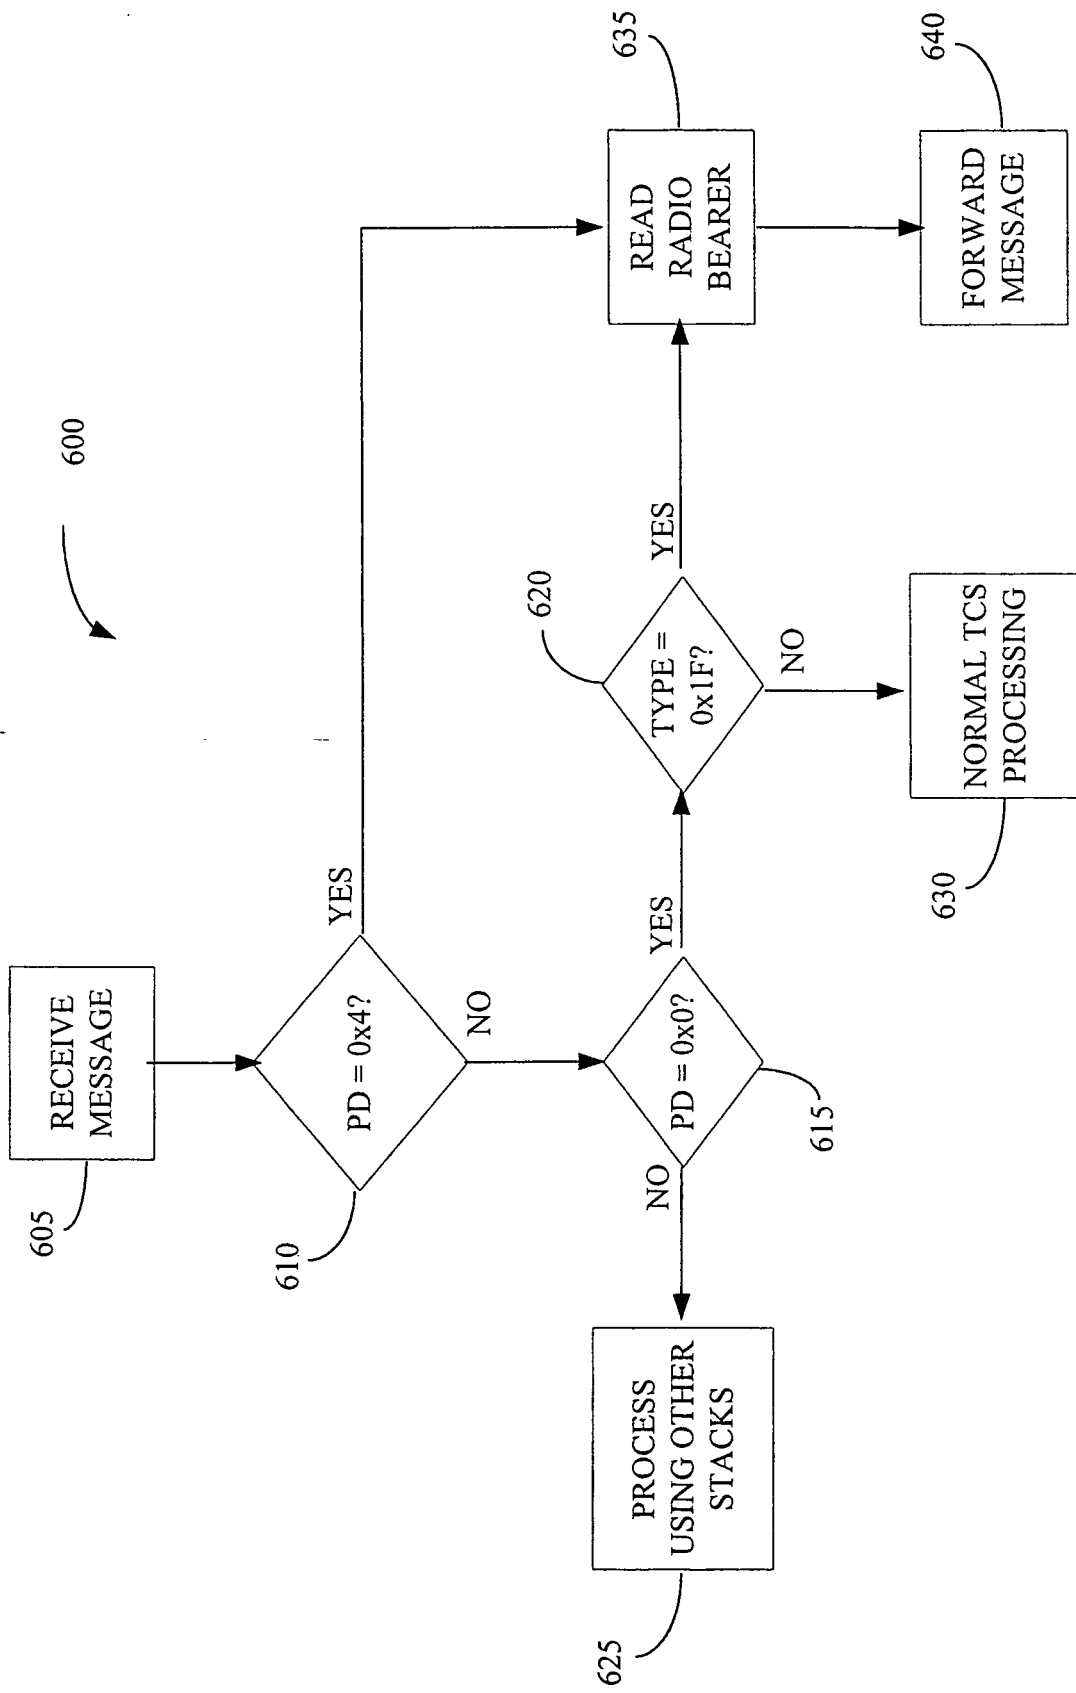 600
605
RECEIVE
MESSAGE
610
PD = 0x4?
YES
NO
615
PD = 0x0?
YES
NO
620
TYPE =
0x1F?
YES
NO
625
PROCESS
USING OTHER
STACKS
630
NORMAL TCS
PROCESSING
635
READ
RADIO
BEARER
640
FORWARD
MESSAGE